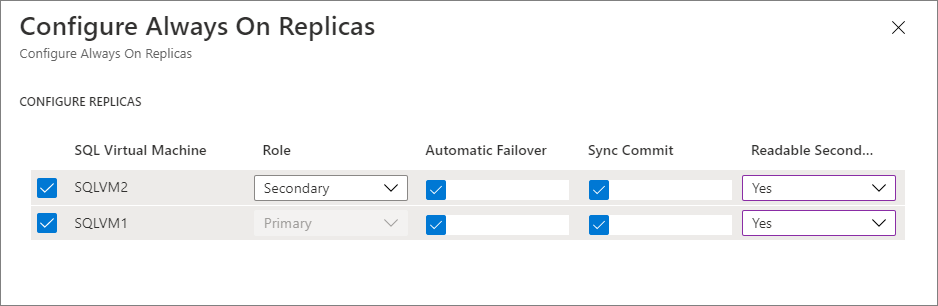 Configure Always On Replicas
Configure Always On Replicas
CONFIGURE REPLICAS
SQL Virtual Machine Role Automatic Failover Sync Commit Readable Second...
SQLVM2 Secondary Yes
SQLVM1 Primary Yes